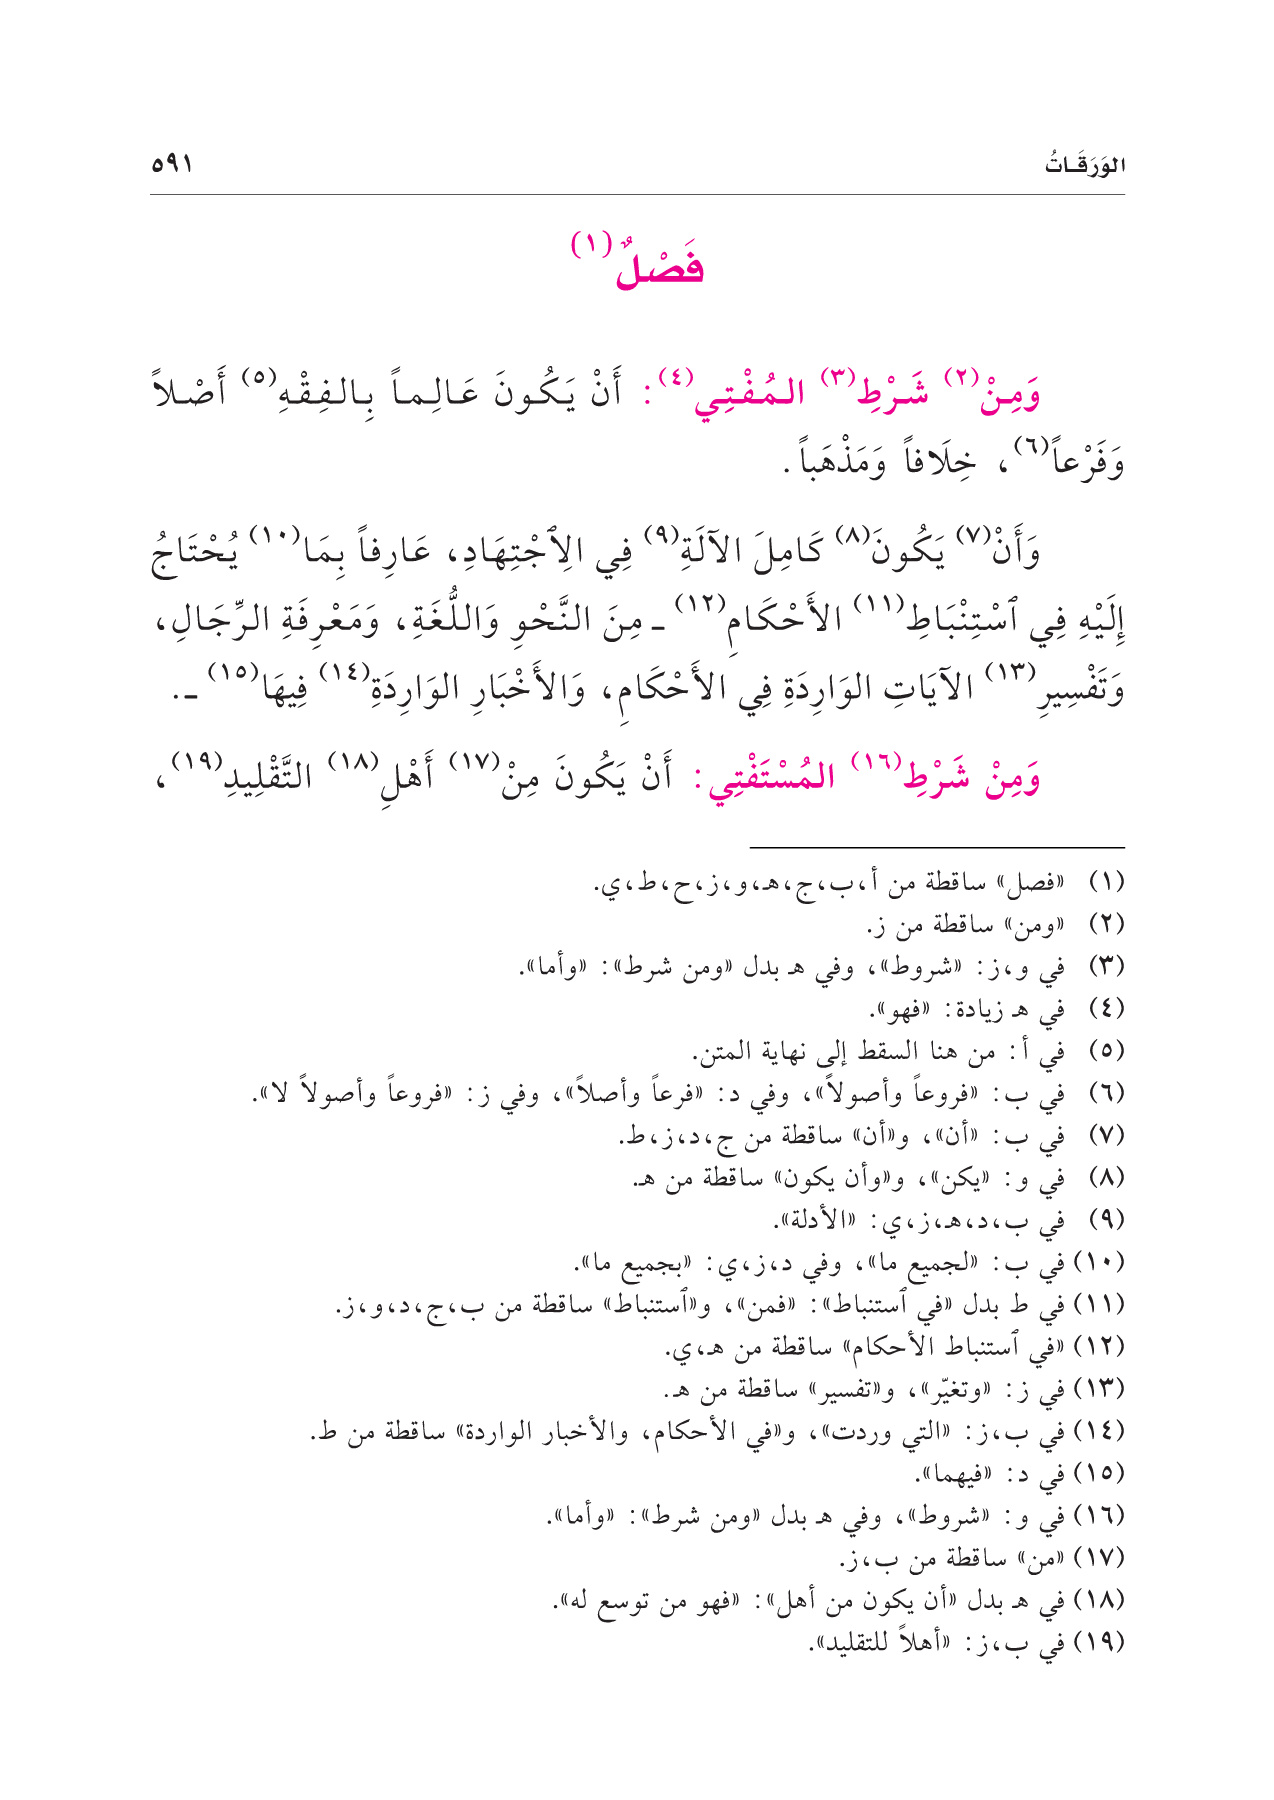 الوَرَقَـاتُ ٥٩١
فَصْلٌ(١)
وَمِنْ(٢) شَرْطِ(٣) المُفْتِي(٤): أَنْ يَكُونَ عَالِماً بِالفِقْهِ(٥) أَصْلاً
وَفَرْعاً(٦)، خِلَافاً وَمَذْهَباً.
وَأَنْ(٧) يَكُونَ(٨) كَامِلَ الآلَةِ(٩) فِي الِٱجْتِهَادِ، عَارِفاً بِمَا(١٠) يُحْتَاجُ
إِلَيْهِ فِي ٱسْتِنْبَاطِ(١١) الأَحْكَامِ(١٢) ـ مِنَ النَّحْوِ وَاللُّغَةِ، وَمَعْرِفَةِ الرِّجَالِ،
وَتَفْسِيرِ(١٣) الآيَاتِ الوَارِدَةِ فِي الأَحْكَامِ، وَالأَخْبَارِ الوَارِدَةِ(١٤) فِيهَا(١٥) ـ.
وَمِنْ شَرْطِ(١٦) المُسْتَفْتِي: أَنْ يَكُونَ مِنْ(١٧) أَهْلِ(١٨) التَّقْلِيدِ(١٩)،
(١) «فصل» ساقطة من أ،ب،ج،هـ،و،ز،ح،ط،ي.
(٢) «ومن» ساقطة من ز.
(٣) في و،ز: «شروط»، وفي هـ بدل «ومن شرط»: «وأما».
(٤) في هـ زيادة: «فهو».
(٥) في أ: من هنا السقط إلى نهاية المتن.
(٦) في ب: «فروعاً وأصولاً»، وفي د: «فرعاً وأصلاً»، وفي ز: «فروعاً وأصولاً لا».
(٧) في ب: «أن»، و«أن» ساقطة من ج،د،ز،ط.
(٨) في و: «يكن»، و«وأن يكون» ساقطة من هـ.
(٩) في ب،د،هـ،ز،ي: «الأدلة».
(١٠) في ب: «لجميع ما»، وفي د،ز،ي: «بجميع ما».
(١١) في ط بدل «في ٱستنباط»: «فمن»، و«ٱستنباط» ساقطة من ب،ج،د،و،ز.
(١٢) «في ٱستنباط الأحكام» ساقطة من هـ،ي.
(١٣) في ز: «وتغيّر»، و«تفسير» ساقطة من هـ.
(١٤) في ب،ز: «التي وردت»، و«في الأحكام، والأخبار الواردة» ساقطة من ط.
(١٥) في د: «فيهما».
(١٦) في و: «شروط»، وفي هـ بدل «ومن شرط»: «وأما».
(١٧) «من» ساقطة من ب،ز.
(١٨) في هـ بدل «أن يكون من أهل»: «فهو من توسع له».
(١٩) في ب،ز: «أهلاً للتقليد».